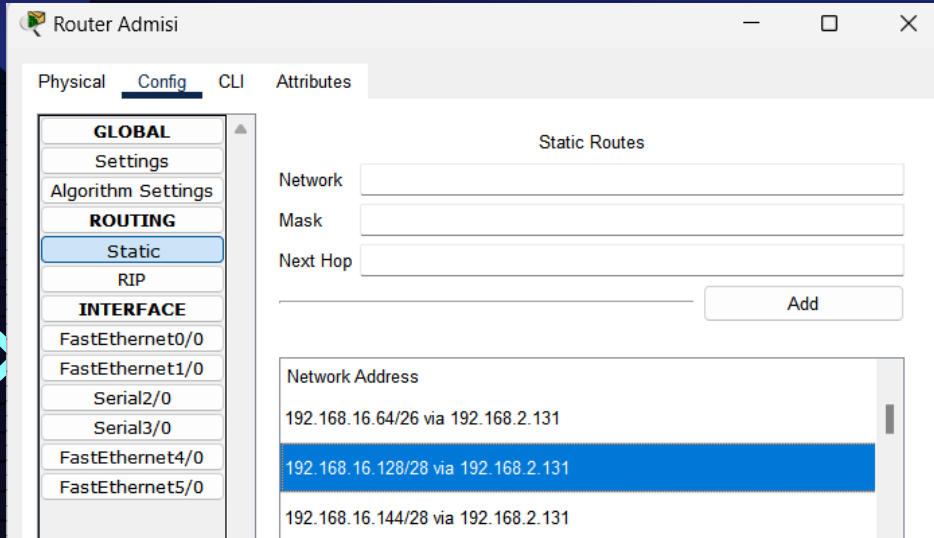 Router Admisi
Physical Config CLI Attributes
GLOBAL
Settings
Algorithm Settings
ROUTING
Static
RIP
INTERFACE
FastEthernet0/0
FastEthernet1/0
Serial2/0
Serial3/0
FastEthernet4/0
FastEthernet5/0
Static Routes
Network
Mask
Next Hop
Add
Network Address
192.168.16.64/26 via 192.168.2.131
192.168.16.128/28 via 192.168.2.131
192.168.16.144/28 via 192.168.2.131